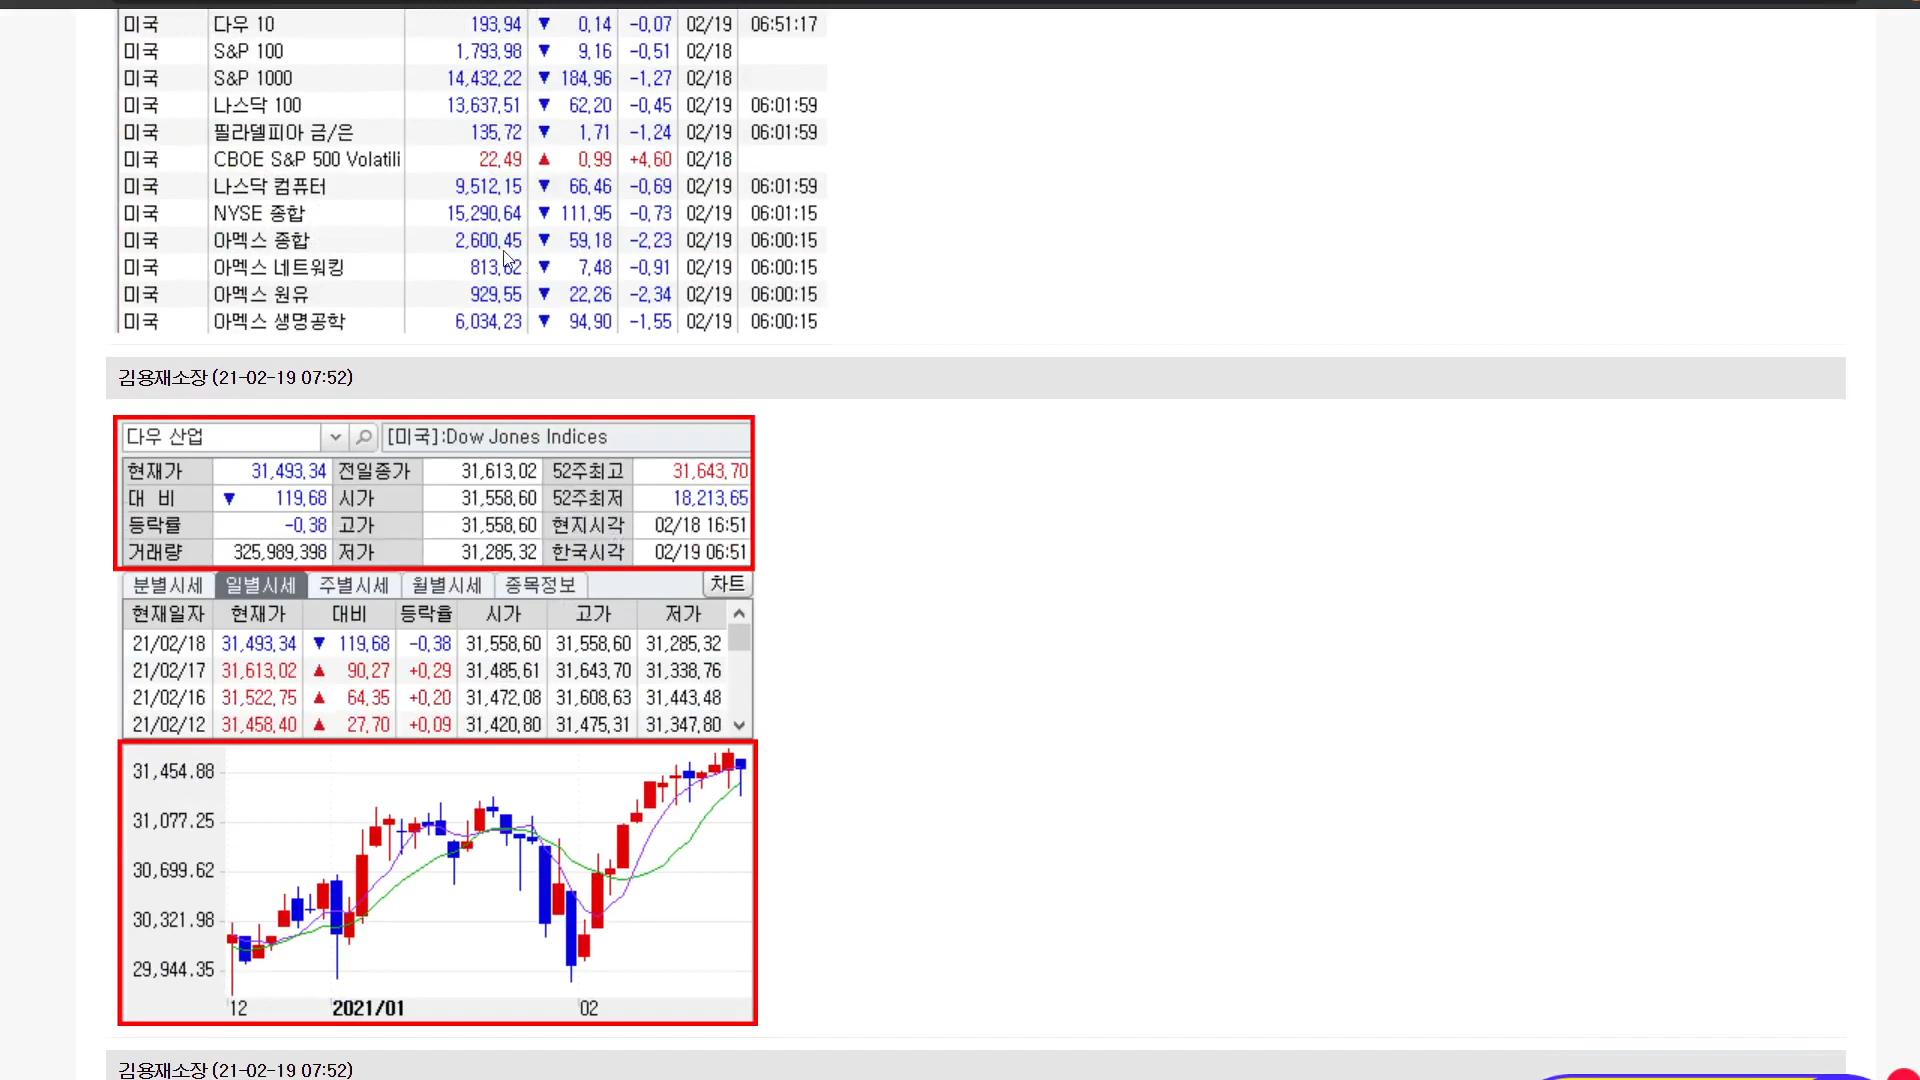 미국 다우 10 193,94 ▼ 0,14 -0,07 02/19 06:51:17
미국 S&P 100 1,793,98 ▼ 9,16 -0,51 02/18
미국 S&P 1000 14,432,22 ▼ 184,96 -1,27 02/18
미국 나스닥 100 13,637,51 ▼ 62,20 -0,45 02/19 06:01:59
미국 필라델피아 금/은 135,72 ▼ 1,71 -1,24 02/19 06:01:59
미국 CBOE S&P 500 Volatili 22,49 ▲ 0,99 +4,60 02/18
미국 나스닥 컴퓨터 9,512,15 ▼ 66,46 -0,69 02/19 06:01:59
미국 NYSE 종합 15,290,64 ▼ 111,95 -0,73 02/19 06:01:15
미국 아멕스 종합 2,600,45 ▼ 59,18 -2,23 02/19 06:00:15
미국 아멕스 네트워킹 813,62 ▼ 7,48 -0,91 02/19 06:00:15
미국 아멕스 원유 929,55 ▼ 22,26 -2,34 02/19 06:00:15
미국 아멕스 생명공학 6,034,23 ▼ 94,90 -1,55 02/19 06:00:15
김용재소장 (21-02-19 07:52)
다우 산업 [미국]:Dow Jones Indices
현재가 31,493,34 전일종가 31,613,02 52주최고 31,643,70
대 비 ▼ 119,68 시가 31,558,60 52주최저 18,213,65
등락률 -0,38 고가 31,558,60 현지시각 02/18 16:51
거래량 325,989,398 저가 31,285,32 한국시각 02/19 06:51
분별시세 일별시세 주별시세 월별시세 종목정보 차트
현재일자 현재가 대비 등락율 시가 고가 저가
21/02/18 31,493,34 ▼ 119,68 -0,38 31,558,60 31,558,60 31,285,32
21/02/17 31,613,02 ▲ 90,27 +0,29 31,485,61 31,643,70 31,338,76
21/02/16 31,522,75 ▲ 64,35 +0,20 31,472,08 31,608,63 31,443,48
21/02/12 31,458,40 ▲ 27,70 +0,09 31,420,80 31,475,31 31,347,80
31,454.88
31,077.25
30,699.62
30,321.98
29,944.35
12 2021/01 02
김용재소장 (21-02-19 07:52)